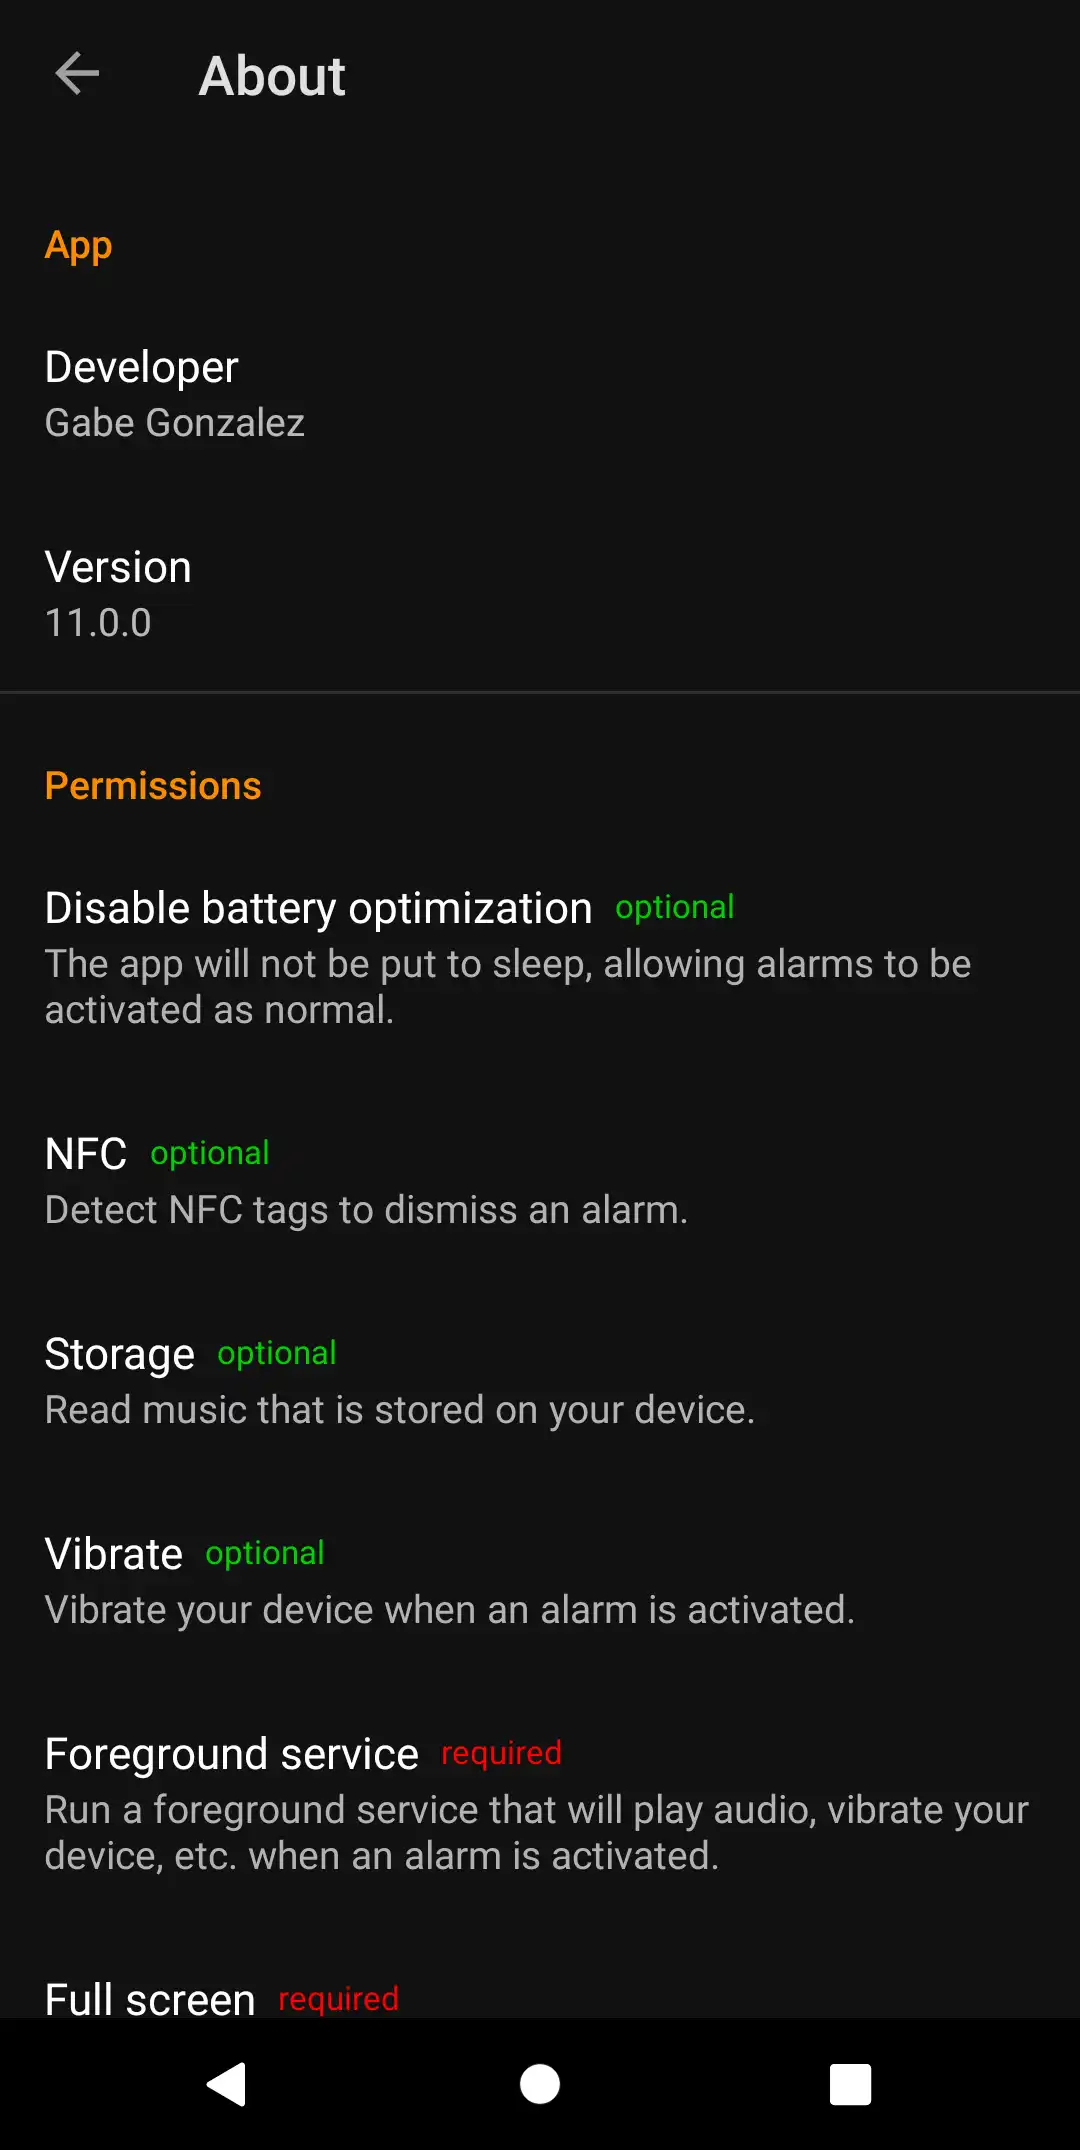 About
App
Developer
Gabe Gonzalez
Version
11.0.0
Permissions
Disable battery optimization optional
The app will not be put to sleep, allowing alarms to be
activated as normal.
NFC optional
Detect NFC tags to dismiss an alarm.
Storage optional
Read music that is stored on your device.
Vibrate optional
Vibrate your device when an alarm is activated.
Foreground service required
Run a foreground service that will play audio, vibrate your
device, etc. when an alarm is activated.
Full screen required